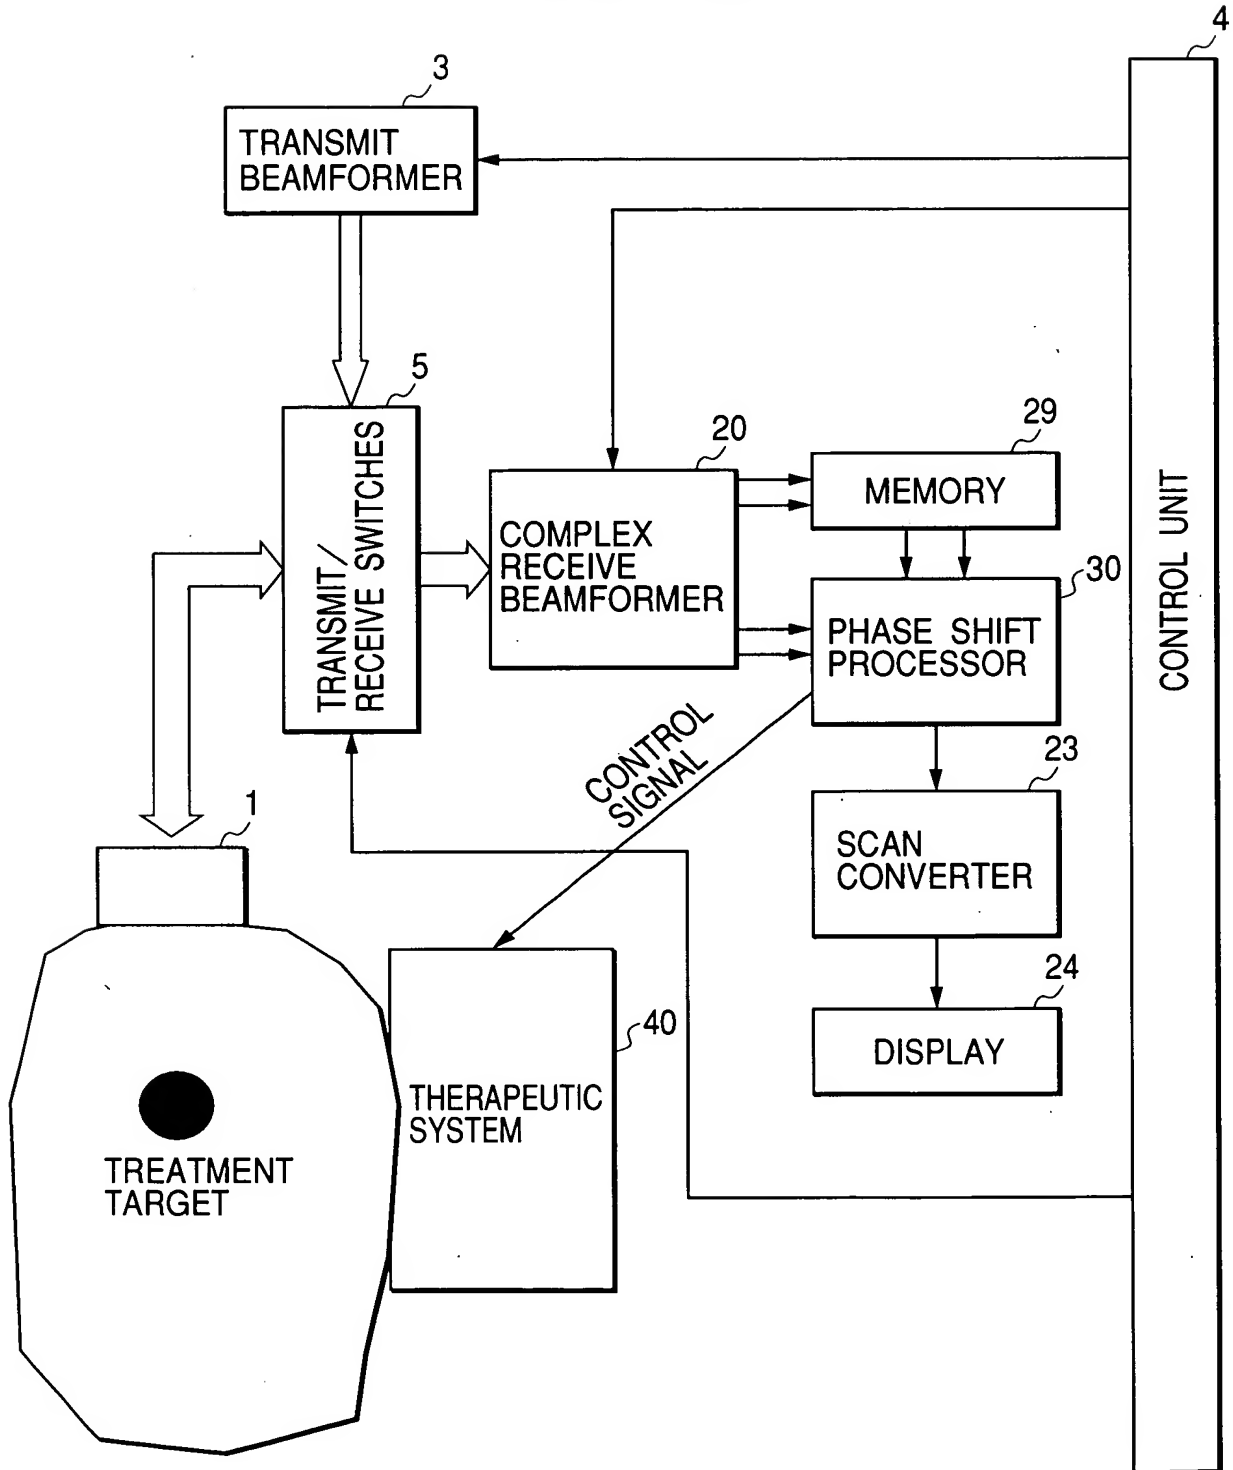 4
3
TRANSMIT
BEAMFORMER
5
TRANSMIT/
RECEIVE SWITCHES
20
COMPLEX
RECEIVE
BEAMFORMER
29
MEMORY
30
PHASE SHIFT
PROCESSOR
CONTROL UNIT
CONTROL
SIGNAL
23
SCAN
CONVERTER
1
24
DISPLAY
40
THERAPEUTIC
SYSTEM
TREATMENT
TARGET